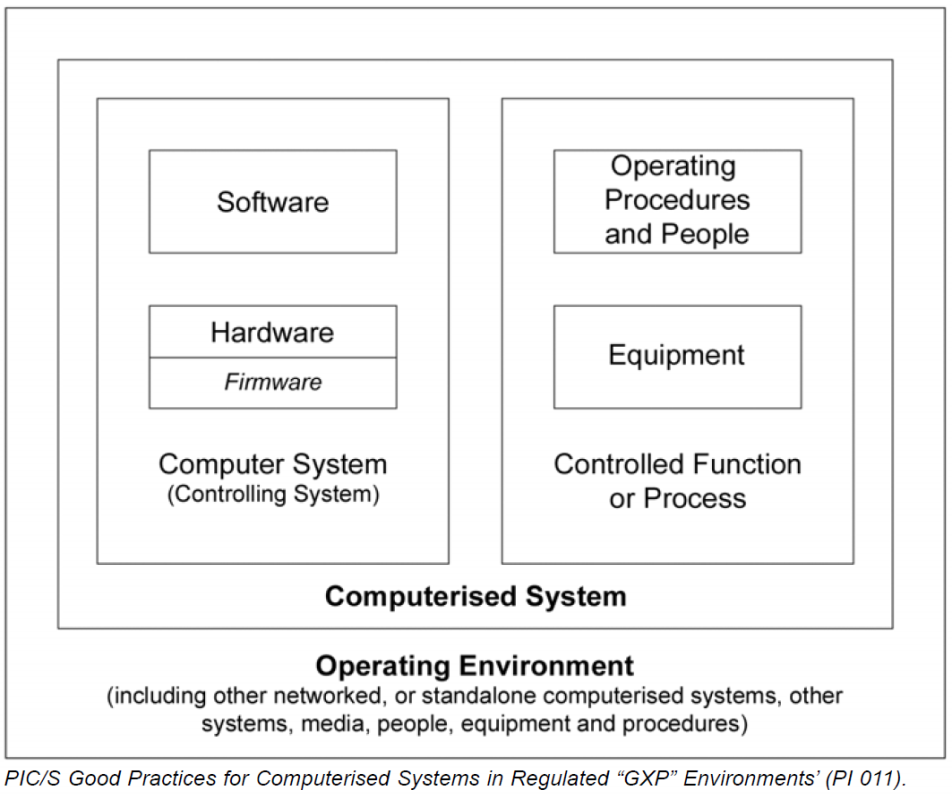 Software
Operating
Procedures
and People
Hardware
Firmware
Equipment
Computer System
(Controlling System)
Controlled Function
or Process
Computerised System
Operating Environment
(including other networked, or standalone computerised systems, other
systems, media, people, equipment and procedures)
PIC/S Good Practices for Computerised Systems in Regulated “GXP” Environments’ (PI 011).